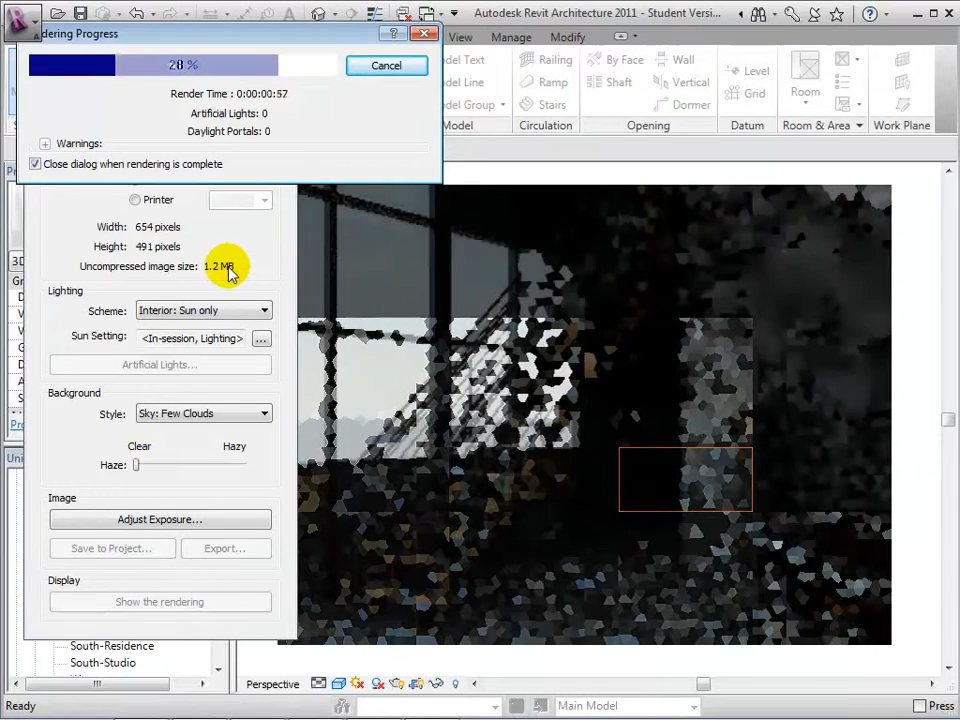 Autodesk Revit Architecture 2011 - Student Versi...
dering Progress
View
Manage
Modify
28 %
Cancel
Render Time : 0:00:00:57
Artificial Lights: 0
Daylight Portals: 0
Warnings:
Close dialog when rendering is complete
del Text
Railing
By Face
Wall
Level
Room
del Line
Ramp
Shaft
Vertical
Grid
del Group
Stairs
Dormer
odel
Circulation
Opening
Datum
Room & Area
Work Plane
Printer
Width: 654 pixels
Height: 491 pixels
Uncompressed image size: 1.2 MB
Lighting
Scheme: Interior: Sun only
Sun Setting: <In-session, Lighting> ...
Artificial Lights...
Background
Style: Sky: Few Clouds
Clear Hazy
Haze:
Image
Adjust Exposure...
Save to Project... Export...
Display
Show the rendering
South-Residence
South-Studio
Perspective
Ready
Main Model
Press